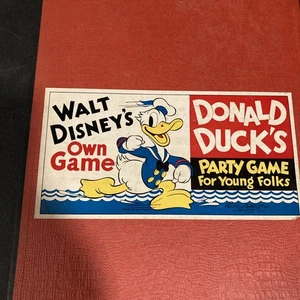 WALT
DISNEY'S
Own
Game
DONALD
DUCK'S
PARTY GAME
For Young Folks